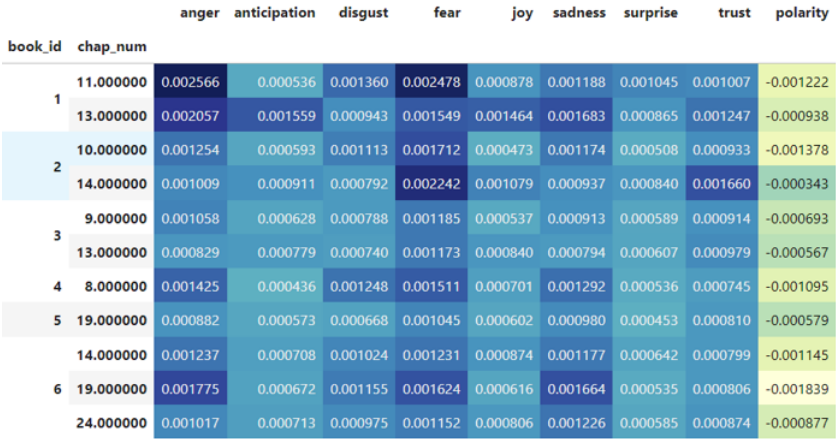 anger anticipation disgust fear joy sadness surprise trust polarity
book_id chap_num
1 11.000000 0.002566 0.000536 0.001360 0.002478 0.000878 0.001188 0.001045 0.001007 -0.001222
13.000000 0.002057 0.001559 0.000943 0.001549 0.001464 0.001683 0.000865 0.001247 -0.000938
2 10.000000 0.001254 0.000593 0.001113 0.001712 0.000473 0.001174 0.000508 0.000933 -0.001378
14.000000 0.001009 0.000911 0.000792 0.002242 0.001079 0.000937 0.000840 0.001660 -0.000343
3 9.000000 0.001058 0.000628 0.000788 0.001185 0.000537 0.000913 0.000589 0.000914 -0.000693
13.000000 0.000829 0.000779 0.000740 0.001173 0.000840 0.000794 0.000607 0.000979 -0.000567
4 8.000000 0.001425 0.000436 0.001248 0.001511 0.000701 0.001292 0.000536 0.000745 -0.001095
5 19.000000 0.000882 0.000573 0.000668 0.001045 0.000602 0.000980 0.000453 0.000810 -0.000579
14.000000 0.001237 0.000708 0.001024 0.001231 0.000874 0.001177 0.000642 0.000799 -0.001145
6 19.000000 0.001775 0.000672 0.001155 0.001624 0.000616 0.001664 0.000535 0.000806 -0.001839
24.000000 0.001017 0.000713 0.000975 0.001152 0.000806 0.001226 0.000585 0.000874 -0.000877